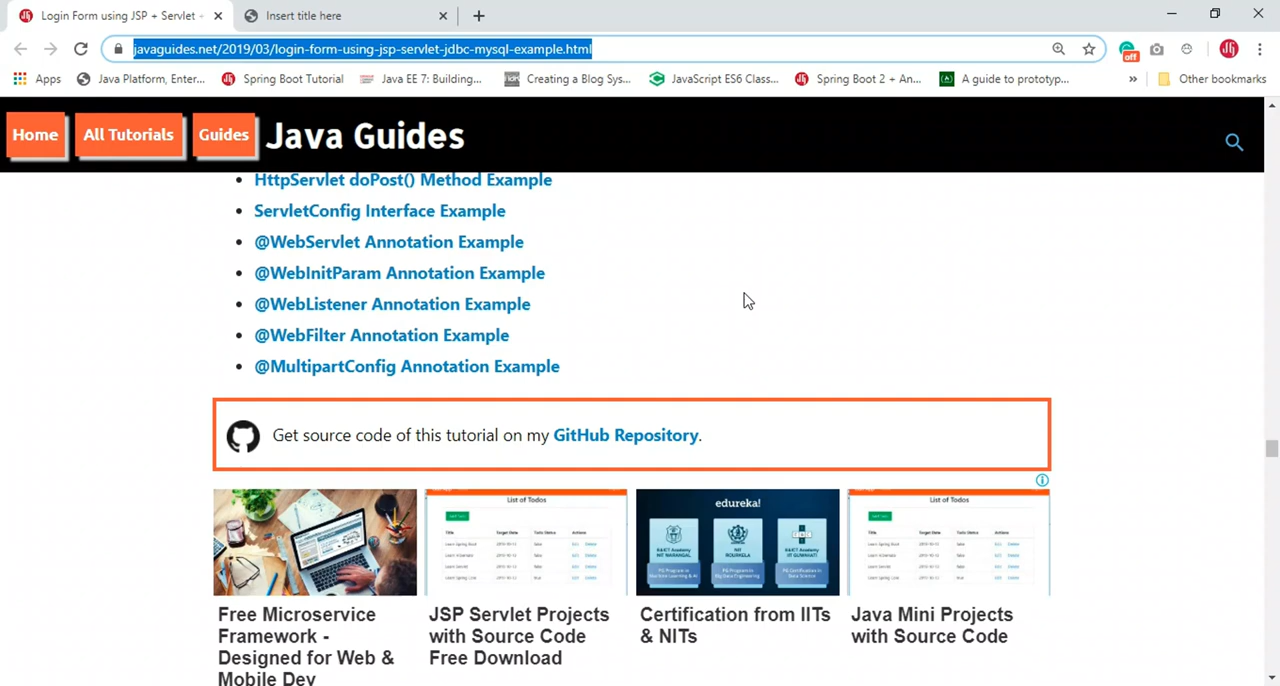 Login Form using JSP + Servlet +
Insert title here
javaguides.net/2019/03/login-form-using-jsp-servlet-jdbc-mysql-example.html
off
Apps
Java Platform, Enter...
Spring Boot Tutorial
Java EE 7: Building...
Creating a Blog Sy...
JavaScript ES6 Class...
Spring Boot 2 + An...
A guide to prototyp...
»
Other bookmarks
Home
All Tutorials
Guides
Java Guides
• HttpServlet doPost() Method Example
• ServletConfig Interface Example
• @WebServlet Annotation Example
• @WebInitParam Annotation Example
• @WebListener Annotation Example
• @WebFilter Annotation Example
• @MultipartConfig Annotation Example
Get source code of this tutorial on my GitHub Repository.
List of Todos
edureka!
List of Todos
Free Microservice
Framework -
Designed for Web &
Mobile Dev
JSP Servlet Projects
with Source Code
Free Download
Certification from IITs
& NITs
Java Mini Projects
with Source Code